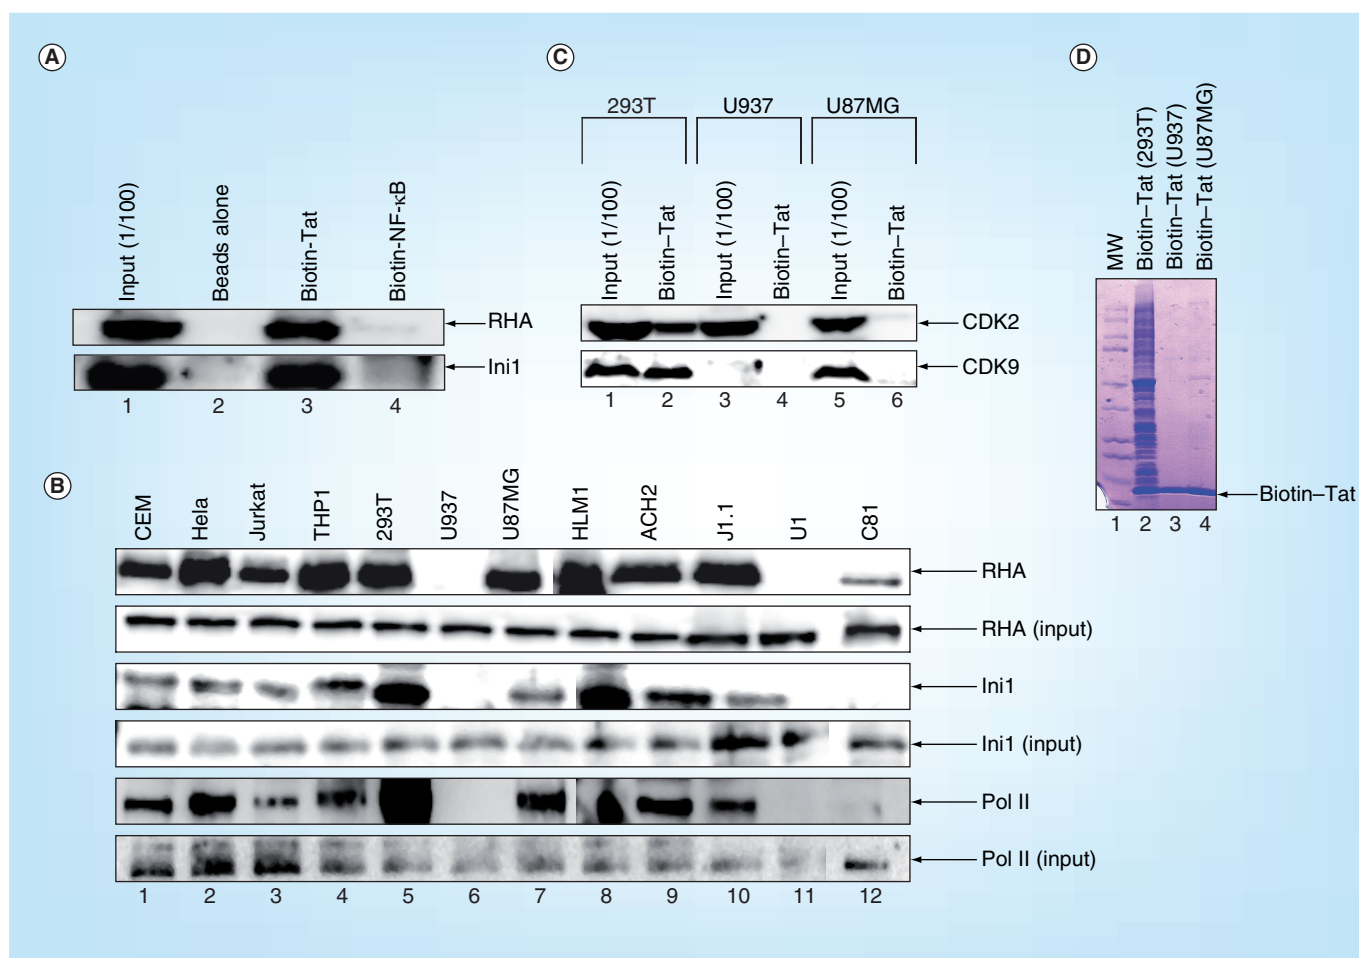 A
Input (1/100)
Beads alone
Biotin-Tat
Biotin-NF-κB
RHA
Ini1
1 2 3 4
C
293T U937 U87MG
Input (1/100)
Biotin–Tat
Input (1/100)
Biotin–Tat
Input (1/100)
Biotin–Tat
CDK2
CDK9
1 2 3 4 5 6
D
MW
Biotin–Tat (293T)
Biotin–Tat (U937)
Biotin–Tat (U87MG)
Biotin–Tat
1 2 3 4
B
CEM
Hela
Jurkat
THP1
293T
U937
U87MG
HLM1
ACH2
J1.1
U1
C81
RHA
RHA (input)
Ini1
Ini1 (input)
Pol II
Pol II (input)
1 2 3 4 5 6 7 8 9 10 11 12